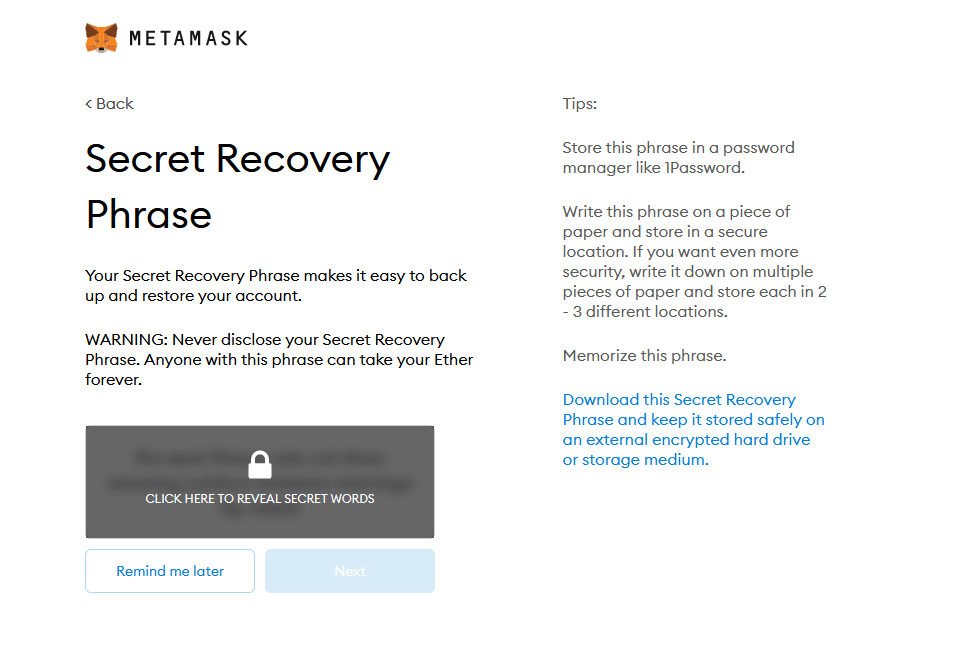 METAMASK
< Back
Secret Recovery
Phrase
Your Secret Recovery Phrase makes it easy to back
up and restore your account.
WARNING: Never disclose your Secret Recovery
Phrase. Anyone with this phrase can take your Ether
forever.
CLICK HERE TO REVEAL SECRET WORDS
Remind me later
Next
Tips:
Store this phrase in a password
manager like 1Password.
Write this phrase on a piece of
paper and store in a secure
location. If you want even more
security, write it down on multiple
pieces of paper and store each in 2
- 3 different locations.
Memorize this phrase.
Download this Secret Recovery
Phrase and keep it stored safely on
an external encrypted hard drive
or storage medium.